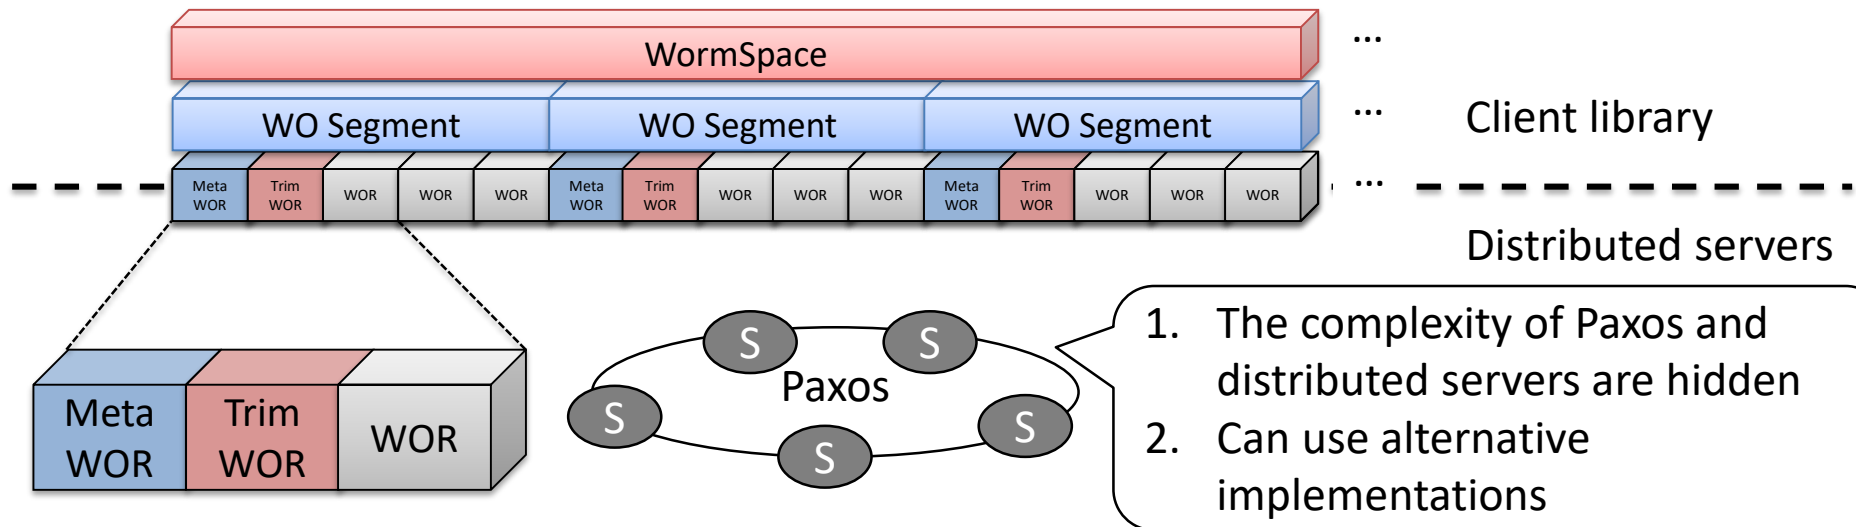 WormSpace
...
WO Segment WO Segment WO Segment
...
Client library
Meta WOR Trim WOR WOR WOR WOR Meta WOR Trim WOR WOR WOR WOR Meta WOR Trim WOR WOR WOR WOR
...
Distributed servers
Meta
WOR
Trim
WOR
WOR
S
S
S
S
S
Paxos
1. The complexity of Paxos and
distributed servers are hidden
2. Can use alternative
implementations